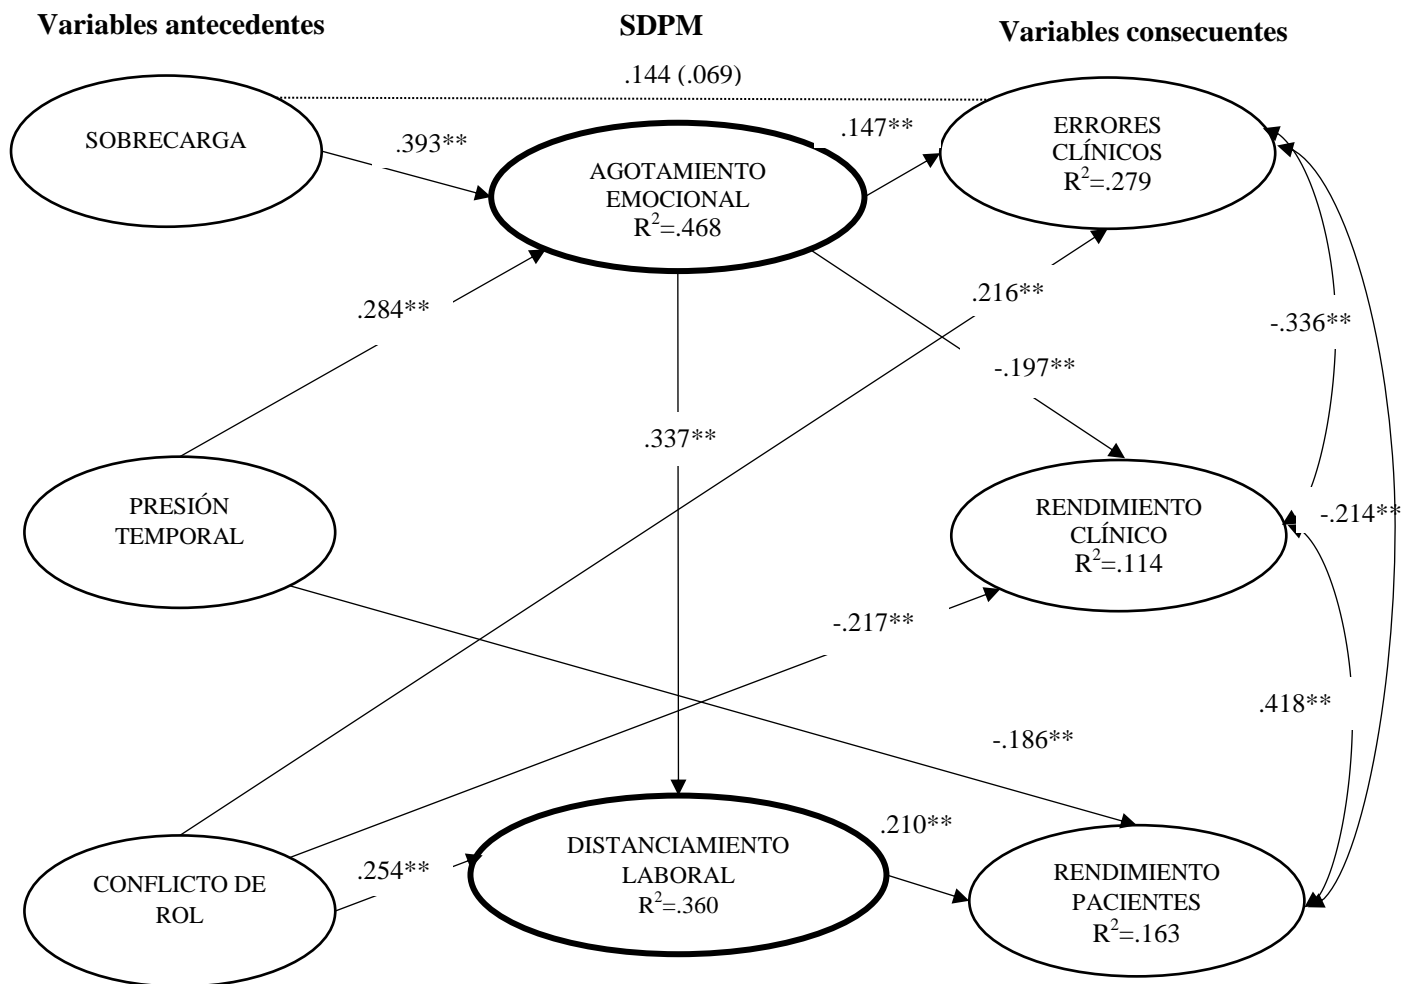 Variables antecedentes
SDPM
Variables consecuentes
.144 (.069)
SOBRECARGA
.393**
.147**
ERRORES
CLÍNICOS
R²=.279
AGOTAMIENTO
EMOCIONAL
R²=.468
.284**
.216**
-.336**
-.197**
.337**
PRESIÓN
TEMPORAL
RENDIMIENTO
CLÍNICO
R²=.114
-.214**
-.217**
-.186**
.418**
CONFLICTO DE
ROL
.254**
DISTANCIAMIENTO
LABORAL
R²=.360
.210**
RENDIMIENTO
PACIENTES
R²=.163